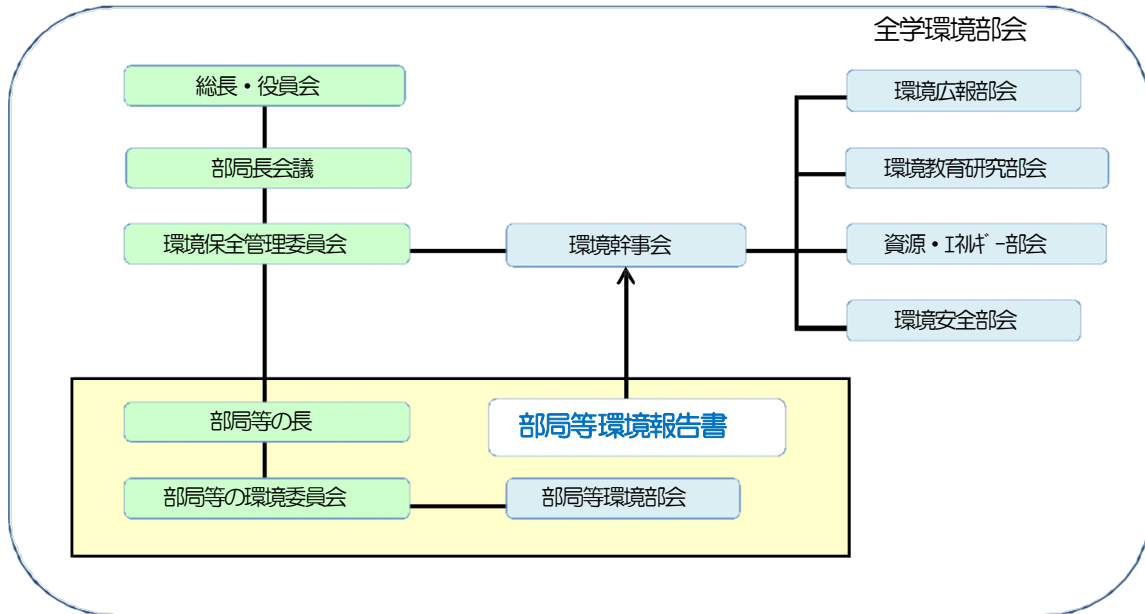 全学環境部会
総長・役員会
環境広報部会
部局長会議
環境教育研究部会
環境保全管理委員会
環境幹事会
資源・エネルギー部会
環境安全部会
部局等の長
部局等環境報告書
部局等の環境委員会
部局等環境部会